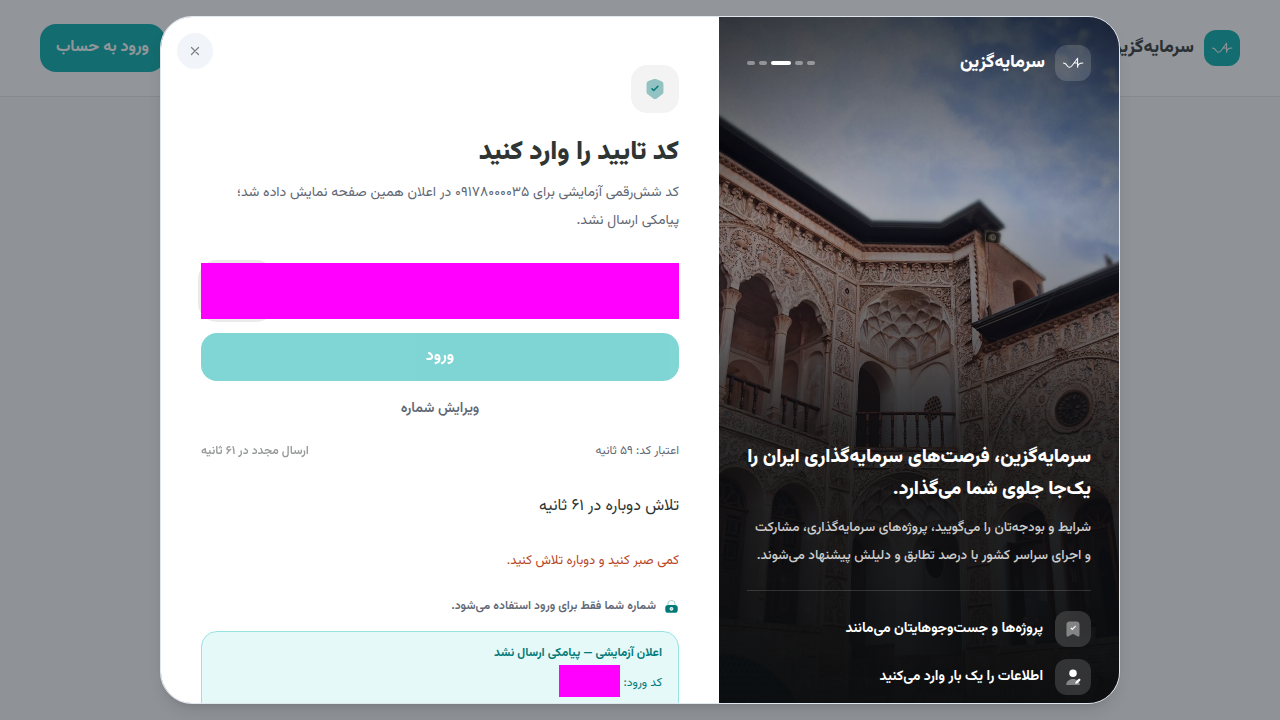 سرمایه‌گزین
ورود به حساب
سرمایه‌گزین
سرمایه‌گزین، فرصت‌های سرمایه‌گذاری ایران را
یک‌جا جلوی شما می‌گذارد.
شرایط و بودجه‌تان را می‌گویید، پروژه‌های سرمایه‌گذاری، مشارکت
و اجرای سراسر کشور با درصد تطابق و دلیلش پیشنهاد می‌شوند.
پروژه‌ها و جست‌وجوهایتان می‌مانند
اطلاعات را یک بار وارد می‌کنید
کد تایید را وارد کنید
کد شش‌رقمی آزمایشی برای ۰۹۱۷۸۰۰۰۰۳۵ در اعلان همین صفحه نمایش داده شد؛
پیامکی ارسال نشد.
ورود
ویرایش شماره
اعتبار کد: ۵۹ ثانیه
ارسال مجدد در ۶۱ ثانیه
تلاش دوباره در ۶۱ ثانیه
کمی صبر کنید و دوباره تلاش کنید.
شماره شما فقط برای ورود استفاده می‌شود.
اعلان آزمایشی — پیامکی ارسال نشد
کد ورود: